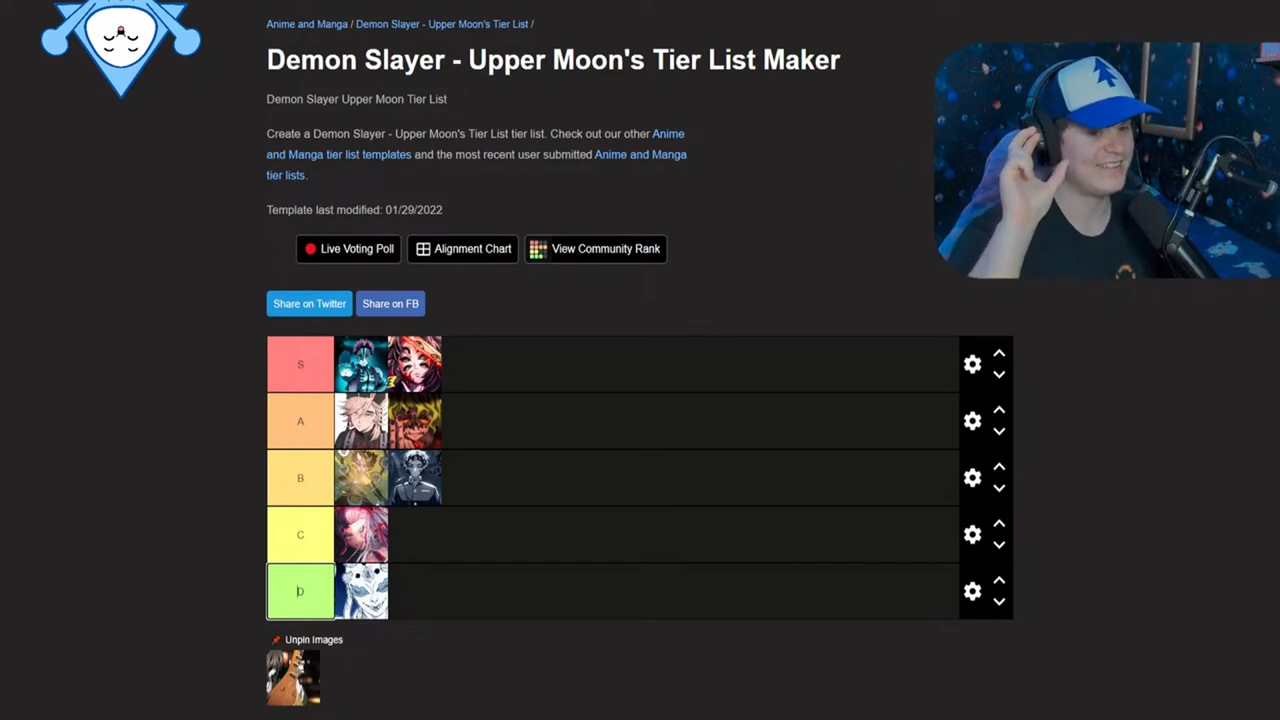 Anime and Manga / Demon Slayer - Upper Moon's Tier List /
Demon Slayer - Upper Moon's Tier List Maker
Demon Slayer Upper Moon Tier List
Create a Demon Slayer - Upper Moon's Tier List tier list. Check out our other Anime
and Manga tier list templates and the most recent user submitted Anime and Manga
tier lists.
Template last modified: 01/29/2022
Live Voting Poll
Alignment Chart
View Community Rank
Share on Twitter
Share on FB
S
A
B
C
D
Unpin Images